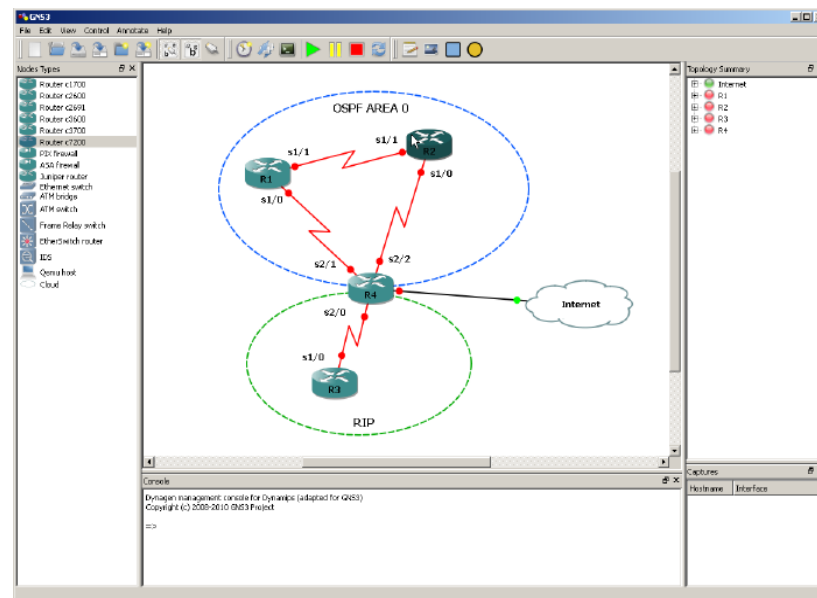 GNS3
File Edit View Control Annotate Help
Nodes Types
Router c1700
Router c2600
Router c2691
Router c3600
Router c3700
Router c7200
PIX firewall
ASA firewall
Juniper router
Ethernet switch
ATM bridge
ATM switch
Frame Relay switch
EtherSwitch router
IDS
Qemu host
Cloud
OSPF AREA 0
s1/1
R2
s1/1
s1/0
R1
s1/0
s2/1
s2/2
R4
s2/0
Internet
s1/0
R3
RIP
Topology Summary
Internet
R1
R2
R3
R4
Console
Dynagen management console for Dynamips (adapted for GNS3)
Copyright (c) 2008-2010 GNS3 Project
=>
Captures
Hostname Interface